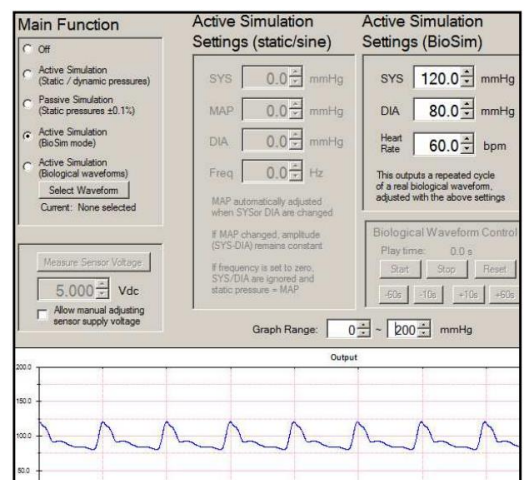 Main Function
Off
Active Simulation
(Static / dynamic pressures)
Passive Simulation
(Static pressures ±0.1%)
Active Simulation
(BioSim mode)
Active Simulation
(Biological waveforms)
Select Waveform
Current: None selected
Measure Sensor Voltage
5.000 Vdc
Allow manual adjusting
sensor supply voltage
Active Simulation
Settings (static/sine)
SYS 0.0 mmHg
MAP 0.0 mmHg
DIA 0.0 mmHg
Freq 0.0 Hz
MAP automatically adjusted
when SYSor DIA are changed
If MAP changed, amplitude
(SYS-DIA) remains constant
If frequency is set to zero,
SYS/DIA are ignored and
static pressure = MAP
Active Simulation
Settings (BioSim)
SYS 120.0 mmHg
DIA 80.0 mmHg
Heart
Rate 60.0 bpm
This outputs a repeated cycle
of a real biological waveform,
adjusted with the above settings
Biological Waveform Control
Play time: 0.0 s
Start Stop Reset
-60s -10s +10s +60s
Graph Range: 0 ~ 200 mmHg
Output
200.0
150.0
100.0
50.0